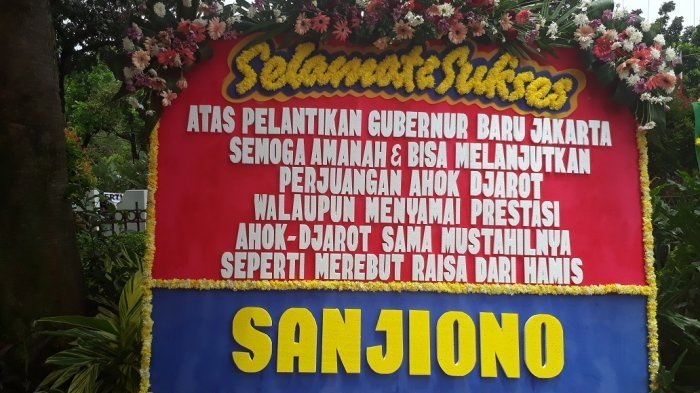 Selamat & Sukses
ATAS PELANTIKAN GUBERNUR BARU JAKARTA
SEMOGA AMANAH & BISA MELANJUTKAN
PERJUANGAN AHOK DJAROT
WALAUPUN MENYAMAI PRESTASI
AHOK-DJAROT SAMA MUSTAHILNYA
SEPERTI MEREBUT RAISA DARI HAMIS
SANJIONO